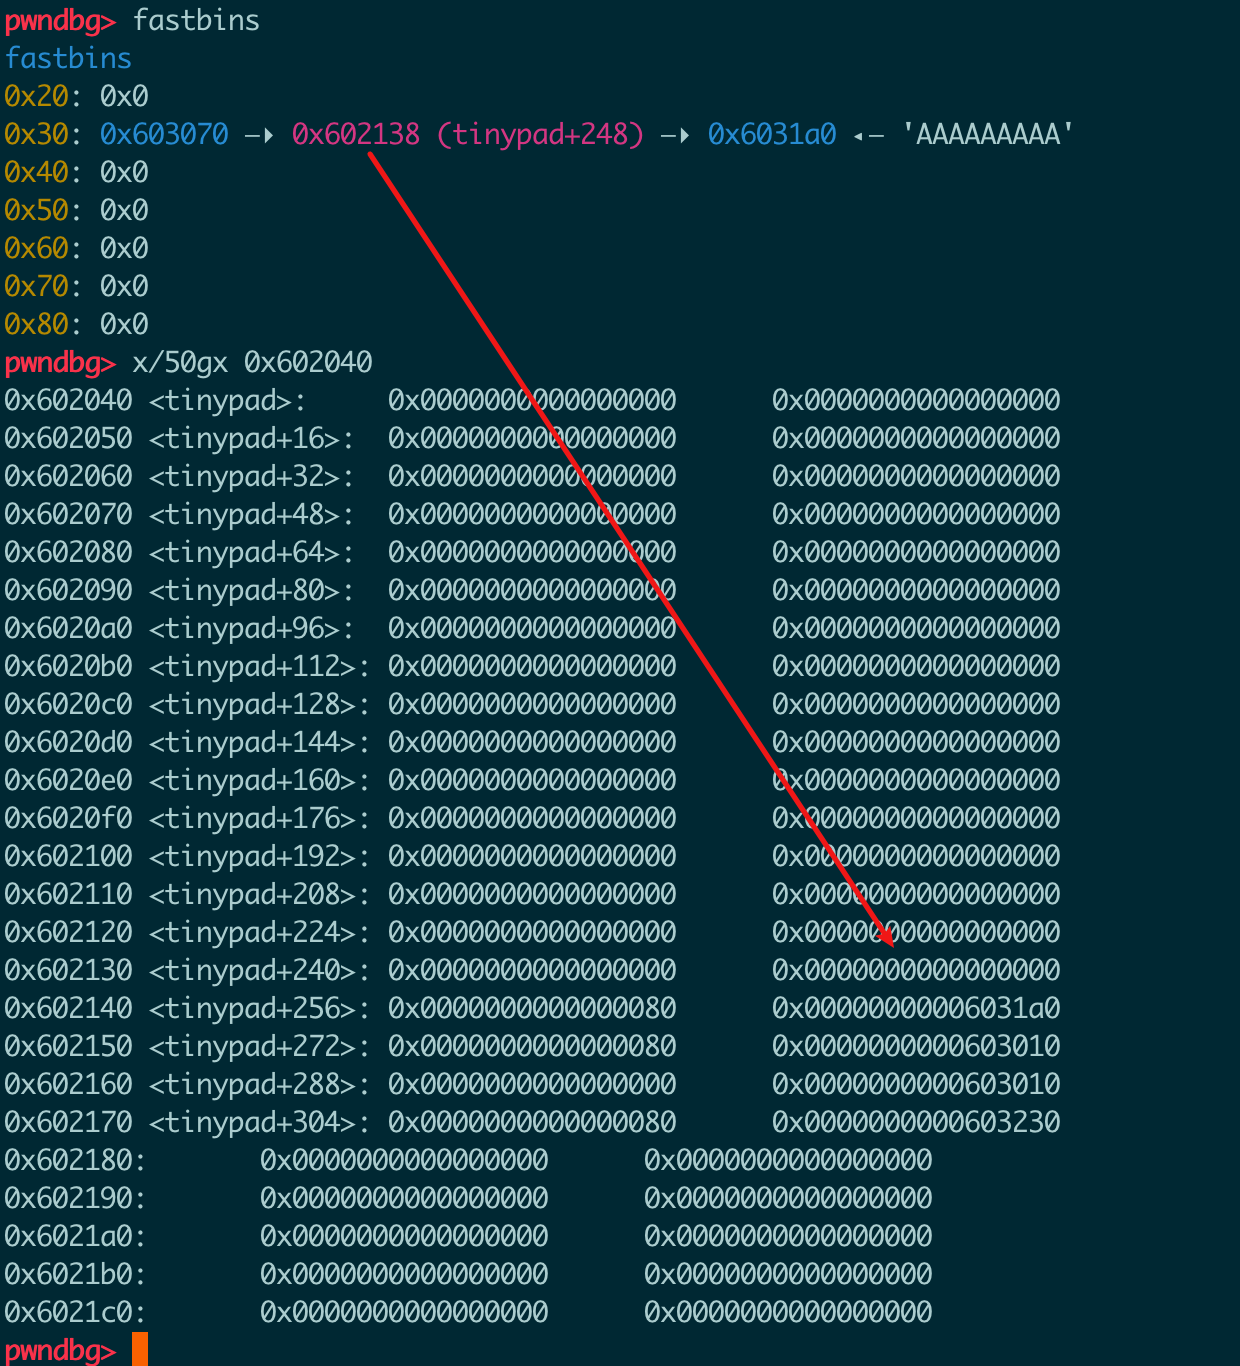 pwndbg> fastbins
fastbins
0x20: 0x0
0x30: 0x603070 —▸ 0x602138 (tinypad+248) —▸ 0x6031a0 ◂— 'AAAAAAAAA'
0x40: 0x0
0x50: 0x0
0x60: 0x0
0x70: 0x0
0x80: 0x0
pwndbg> x/50gx 0x602040
0x602040 <tinypad>: 0x0000000000000000 0x0000000000000000
0x602050 <tinypad+16>: 0x0000000000000000 0x0000000000000000
0x602060 <tinypad+32>: 0x0000000000000000 0x0000000000000000
0x602070 <tinypad+48>: 0x0000000000000000 0x0000000000000000
0x602080 <tinypad+64>: 0x0000000000000000 0x0000000000000000
0x602090 <tinypad+80>: 0x0000000000000000 0x0000000000000000
0x6020a0 <tinypad+96>: 0x0000000000000000 0x0000000000000000
0x6020b0 <tinypad+112>: 0x0000000000000000 0x0000000000000000
0x6020c0 <tinypad+128>: 0x0000000000000000 0x0000000000000000
0x6020d0 <tinypad+144>: 0x0000000000000000 0x0000000000000000
0x6020e0 <tinypad+160>: 0x0000000000000000 0x0000000000000000
0x6020f0 <tinypad+176>: 0x0000000000000000 0x0000000000000000
0x602100 <tinypad+192>: 0x0000000000000000 0x0000000000000000
0x602110 <tinypad+208>: 0x0000000000000000 0x0000000000000000
0x602120 <tinypad+224>: 0x0000000000000000 0x0000000000000000
0x602130 <tinypad+240>: 0x0000000000000000 0x0000000000000000
0x602140 <tinypad+256>: 0x0000000000000080 0x00000000006031a0
0x602150 <tinypad+272>: 0x0000000000000080 0x0000000000603010
0x602160 <tinypad+288>: 0x0000000000000000 0x0000000000603010
0x602170 <tinypad+304>: 0x0000000000000080 0x0000000000603230
0x602180: 0x0000000000000000 0x0000000000000000
0x602190: 0x0000000000000000 0x0000000000000000
0x6021a0: 0x0000000000000000 0x0000000000000000
0x6021b0: 0x0000000000000000 0x0000000000000000
0x6021c0: 0x0000000000000000 0x0000000000000000
pwndbg>